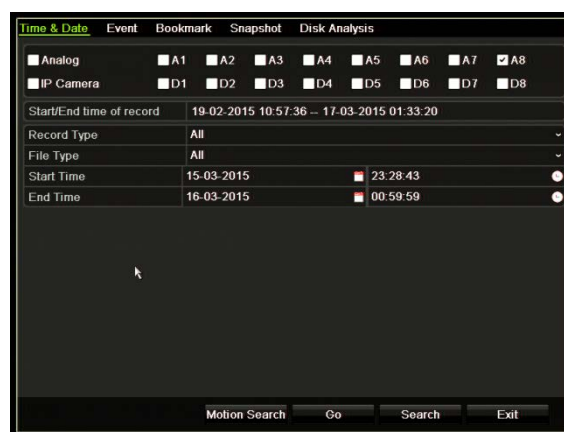 Time & Date Event Bookmark Snapshot Disk Analysis
Analog A1 A2 A3 A4 A5 A6 A7 A8
IP Camera D1 D2 D3 D4 D5 D6 D7 D8
Start/End time of record 19-02-2015 10:57:36 -- 17-03-2015 01:33:20
Record Type All
File Type All
Start Time 15-03-2015 23:28:43
End Time 16-03-2015 00:59:59
Motion Search Go Search Exit